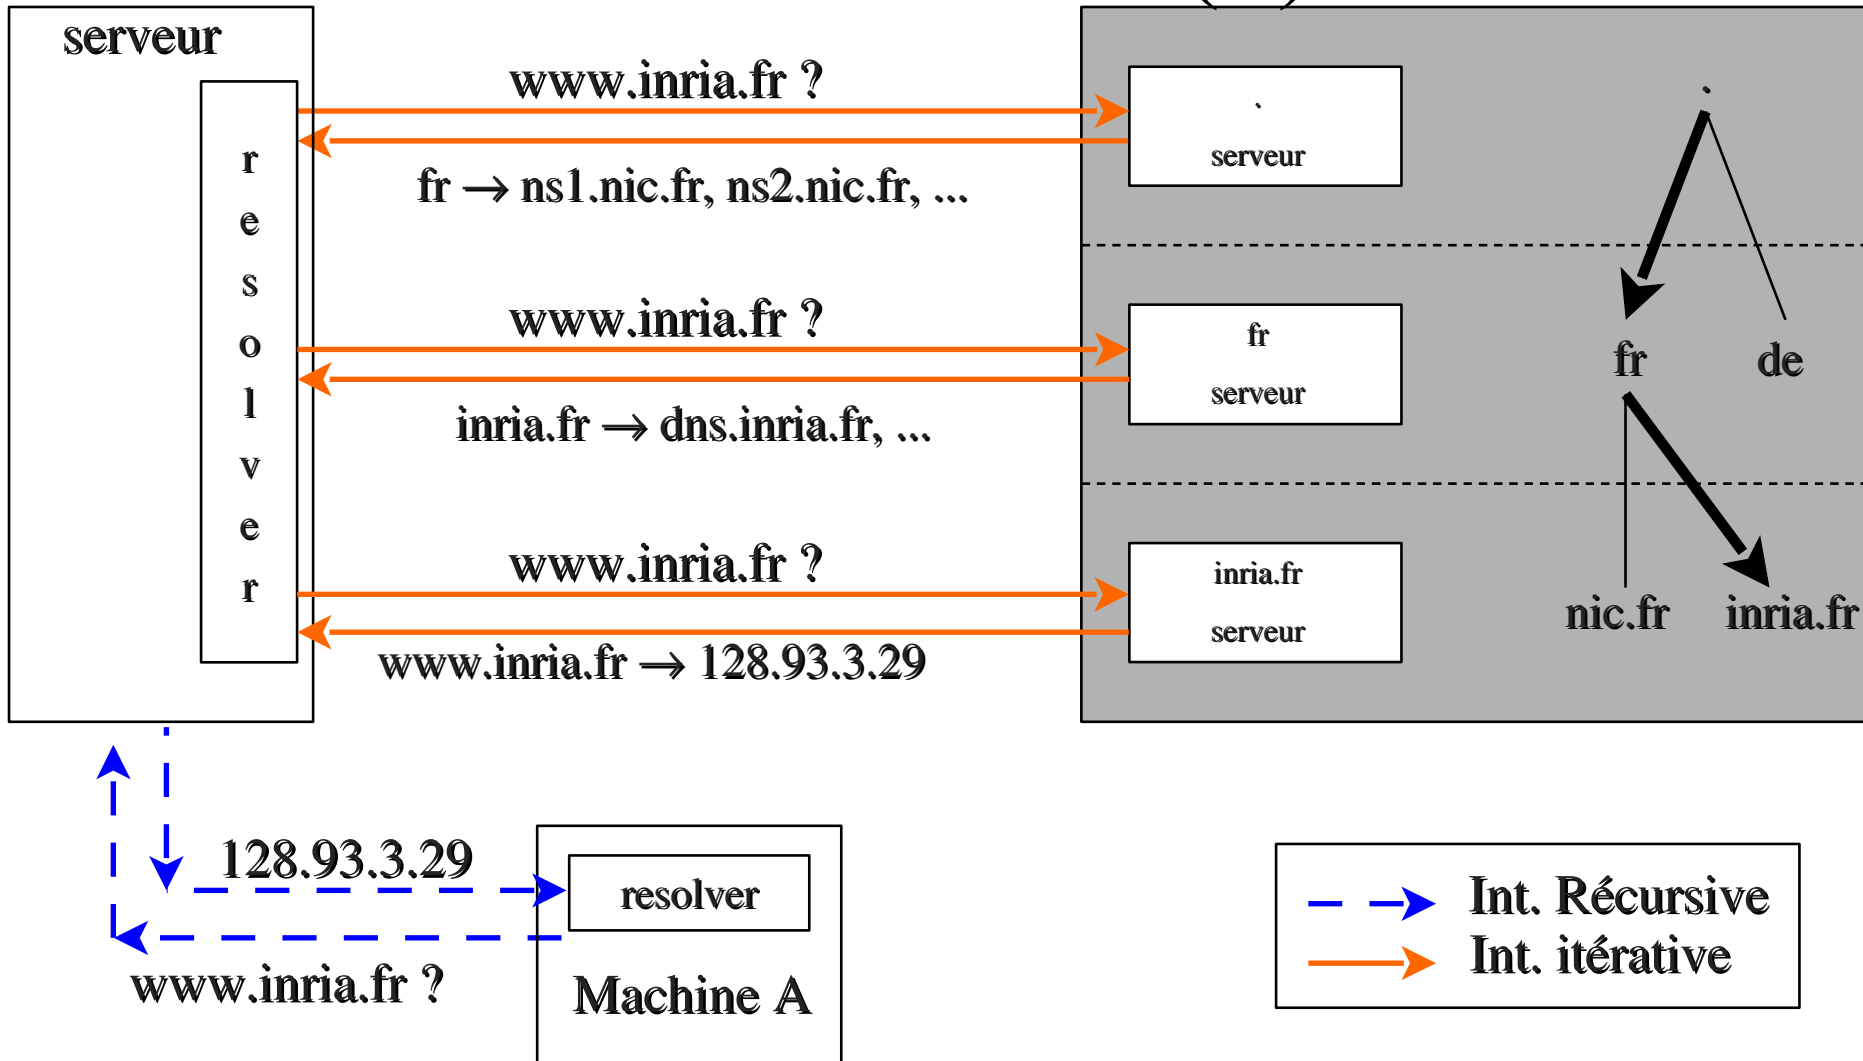 serveur
resolver
www.inria.fr ?
fr → ns1.nic.fr, ns2.nic.fr, ...
www.inria.fr ?
inria.fr → dns.inria.fr, ...
www.inria.fr ?
www.inria.fr → 128.93.3.29
.
serveur
fr
serveur
inria.fr
serveur
.
fr
de
nic.fr
inria.fr
128.93.3.29
www.inria.fr ?
resolver
Machine A
Int. Récursive
Int. itérative